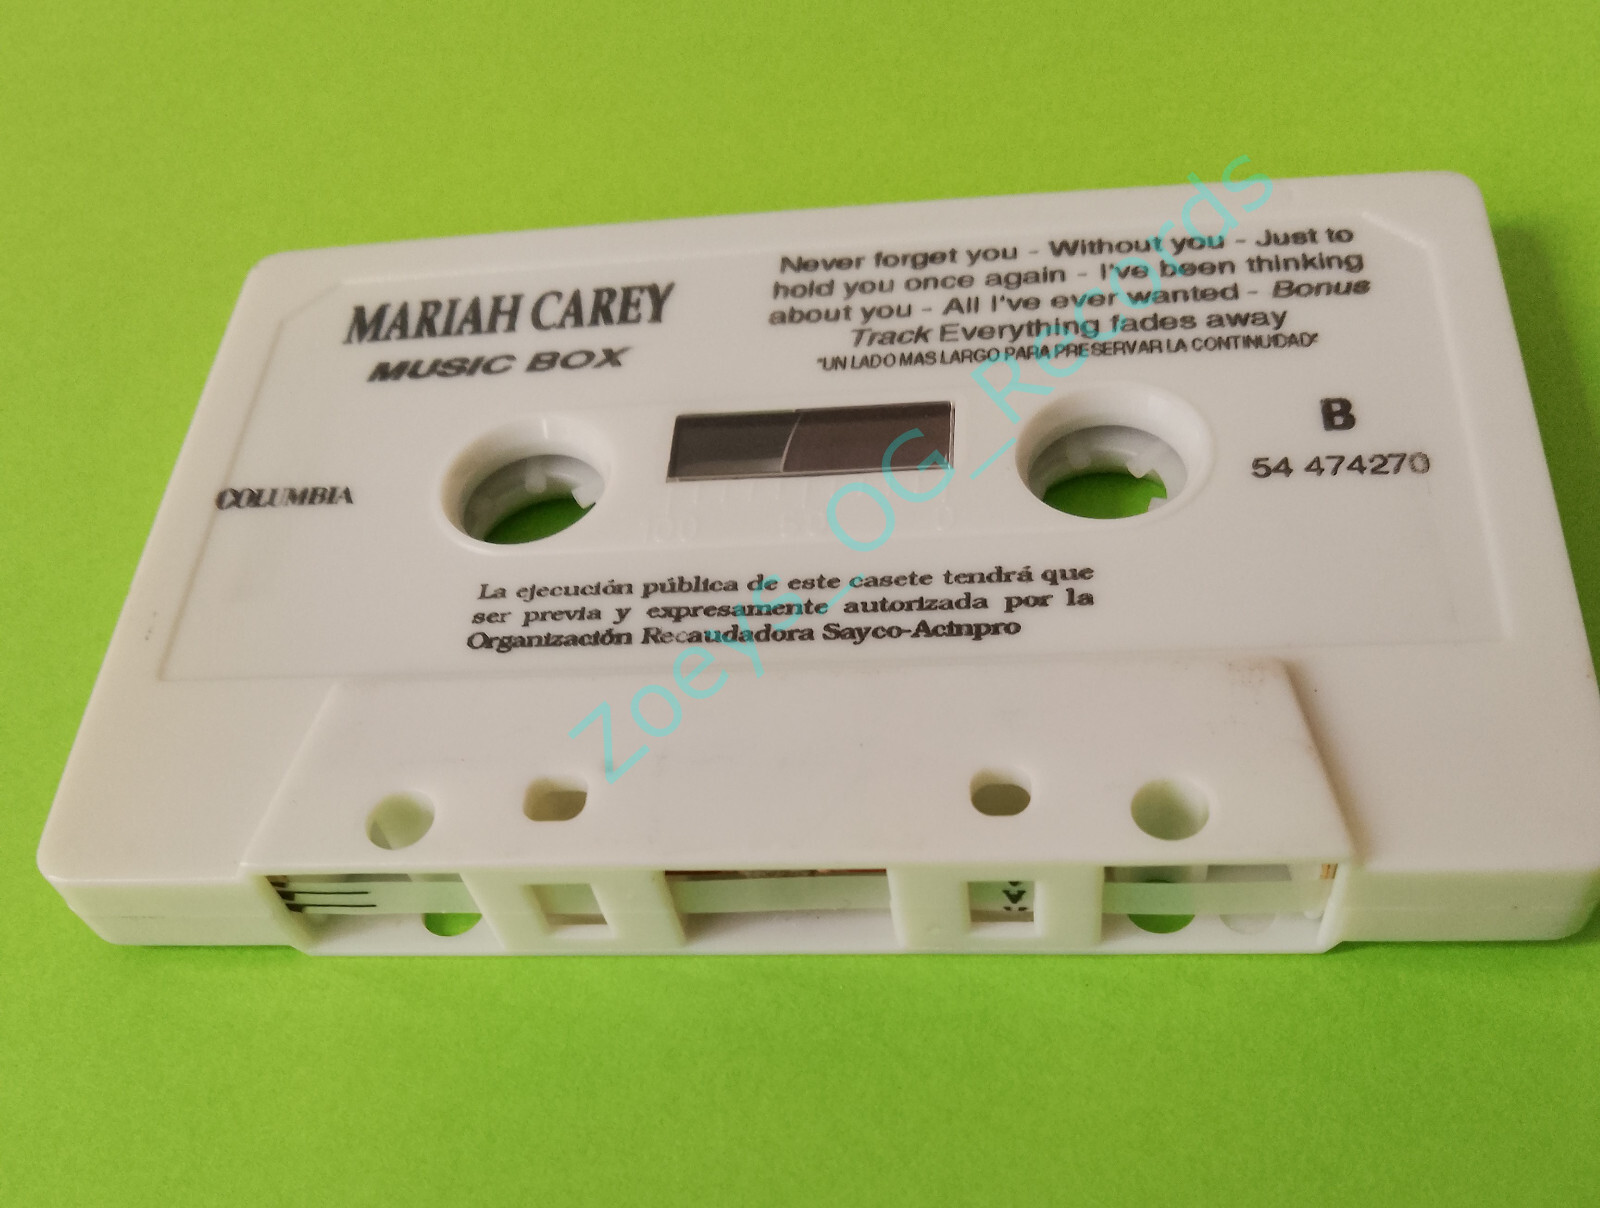 MARIAH CAREY
MUSIC BOX
Never forget you - Without you - Just to
hold you once again - I've been thinking
about you - All I've ever wanted - Bonus
Track Everything fades away
"UN LADO MAS LARGO PARA PRESERVAR LA CONTINUIDAD"
B
54 474270
COLUMBIA
100 50 0
La ejecución pública de este casete tendrá que
ser previa y expresamente autorizada por la
Organización Recaudadora Sayco-Acinpro
Zoeys_OG_Records